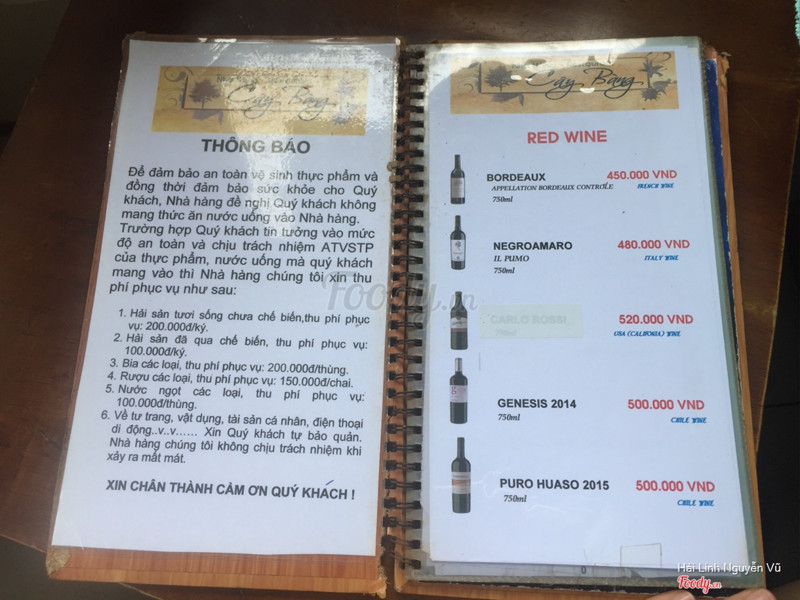 Cây Bàng
THÔNG BÁO
Để đảm bảo an toàn vệ sinh thực phẩm và
đồng thời đảm bảo sức khỏe cho Quý
khách, Nhà hàng đề nghị Quý khách không
mang thức ăn nước uống vào Nhà hàng.
Trường hợp Quý khách tin tưởng vào mức
độ an toàn và chịu trách nhiệm ATVSTP
của thực phẩm, nước uống mà quý khách
mang vào thì Nhà hàng chúng tôi xin thu
phí phục vụ như sau:
1. Hải sản tươi sống chưa chế biến,thu phí phục
vụ: 200.000đ/ký.
2. Hải sản đã qua chế biến, thu phí phục vụ:
100.000đ/ký.
3. Bia các loại, thu phí phục vụ: 200.000đ/thùng.
4. Rượu các loại, thu phí phục vụ: 150.000đ/chai.
5. Nước ngọt các loại, thu phí phục vụ:
100.000đ/thùng.
6. Về tư trang, vật dụng, tài sản cá nhân, điện thoại
di động..v..v…… Xin Quý khách tự bảo quản.
Nhà hàng chúng tôi không chịu trách nhiệm khi
xảy ra mất mát.
XIN CHÂN THÀNH CẢM ƠN QUÝ KHÁCH !
Cây Bàng
RED WINE
BORDEAUX 450.000 VND
APPELLATION BORDEAUX CONTRÔLE FRENCH WINE
750ml
NEGROAMARO 480.000 VND
IL PUMO ITALY WINE
750ml
CARLO ROSSI 520.000 VND
750ml USA (CALIFONIA) WINE
GENESIS 2014 500.000 VND
750ml CHILE WINE
PURO HUASO 2015 500.000 VND
750ml CHILE WINE
Foody.vn
Hải Linh Nguyễn Vũ
Foody.vn